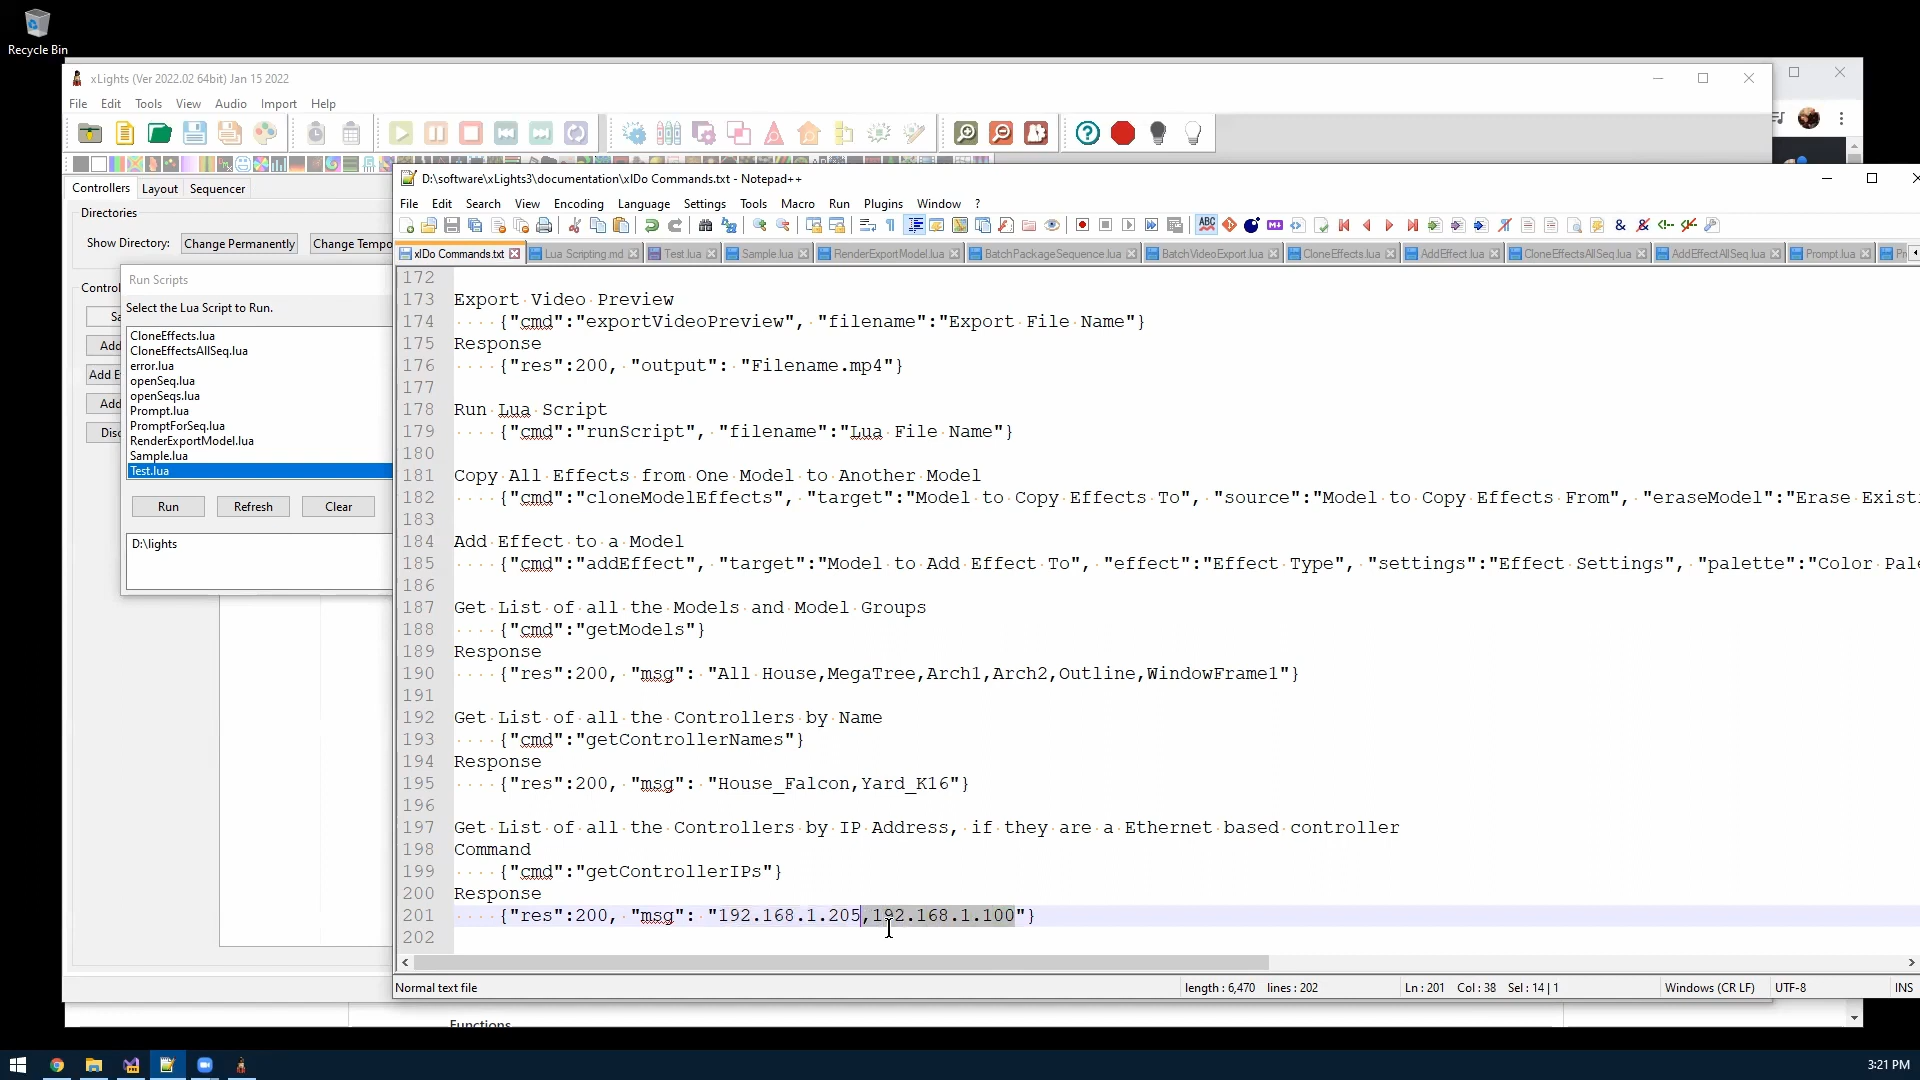 Recycle Bin
xLights (Ver 2022.02 64bit) Jan 15 2022
File Edit Tools View Audio Import Help
Controllers Layout Sequencer
Directories
Show Directory: Change Permanently Change Tempo
Run Scripts
Select the Lua Script to Run.
CloneEffects.lua
CloneEffectsAllSeq.lua
error.lua
openSeq.lua
openSeqs.lua
Prompt.lua
PromptForSeq.lua
RenderExportModel.lua
Sample.lua
Test.lua
Run Refresh Clear
D:\lights
Contro
Sa
Add
Add E
Add
Disc
D:\software\xLights3\documentation\xlDo Commands.txt - Notepad++
File Edit Search View Encoding Language Settings Tools Macro Run Plugins Window ?
xlDo Commands.txt Lua Scripting.md Test.lua Sample.lua RenderExportModel.lua BatchPackageSequence.lua BatchVideoExport.lua CloneEffects.lua AddEffect.lua CloneEffectsAllSeq.lua AddEffectAllSeq.lua Prompt.lua Pr
172
173 Export Video Preview
174 {"cmd":"exportVideoPreview", "filename":"Export File Name"}
175 Response
176 {"res":200, "output": "Filename.mp4"}
177
178 Run Lua Script
179 {"cmd":"runScript", "filename":"Lua File Name"}
180
181 Copy All Effects from One Model to Another Model
182 {"cmd":"cloneModelEffects", "target":"Model to Copy Effects To", "source":"Model to Copy Effects From", "eraseModel":"Erase Existi
183
184 Add Effect to a Model
185 {"cmd":"addEffect", "target":"Model to Add Effect To", "effect":"Effect Type", "settings":"Effect Settings", "palette":"Color Pale
186
187 Get List of all the Models and Model Groups
188 {"cmd":"getModels"}
189 Response
190 {"res":200, "msg": "All House,MegaTree,Arch1,Arch2,Outline,WindowFrame1"}
191
192 Get List of all the Controllers by Name
193 {"cmd":"getControllerNames"}
194 Response
195 {"res":200, "msg": "House_Falcon,Yard_K16"}
196
197 Get List of all the Controllers by IP Address, if they are a Ethernet based controller
198 Command
199 {"cmd":"getControllerIPs"}
200 Response
201 {"res":200, "msg": "192.168.1.205,192.168.1.100"}
202
Normal text file length : 6,470 lines : 202 Ln : 201 Col : 38 Sel : 14 | 1 Windows (CR LF) UTF-8 INS
Functions
3:21 PM